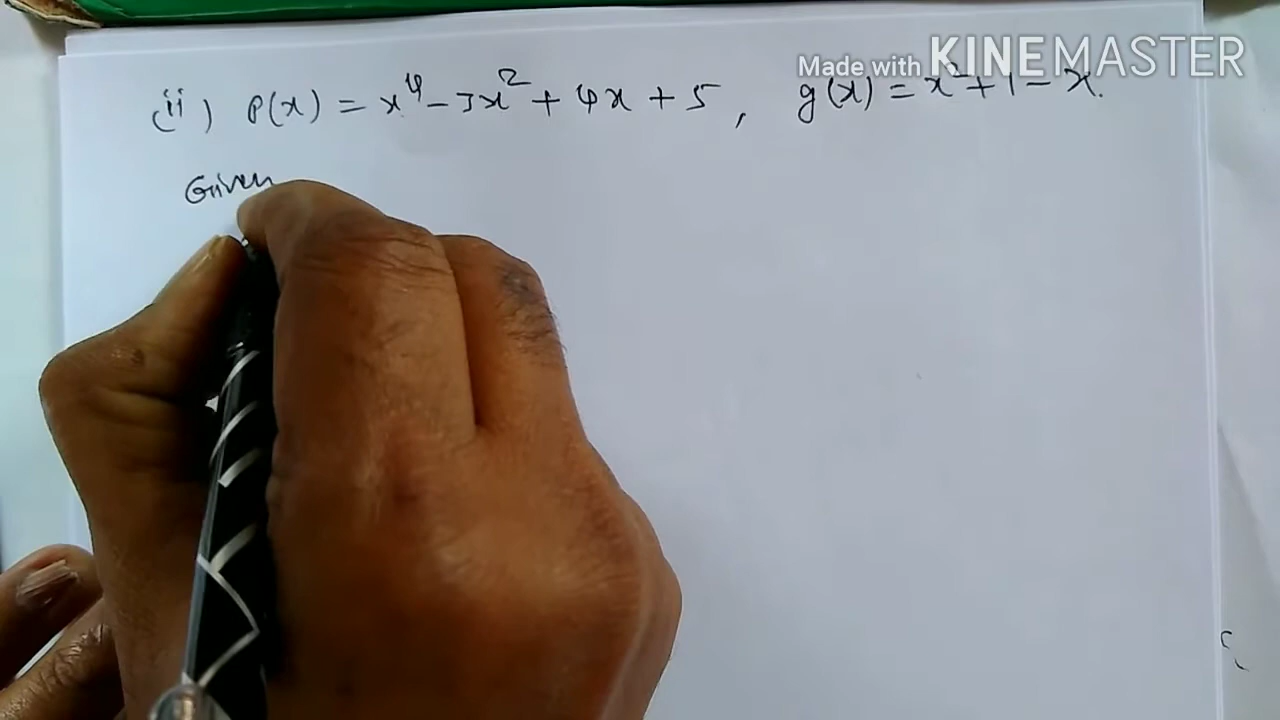 Made with KINEMASTER
(ii) P(x) = x⁴ - 3x² + 4x + 5, g(x) = x² + 1 - x.
Given